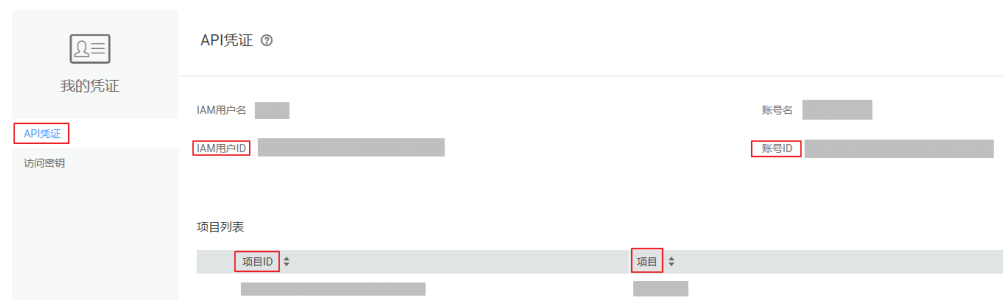 我的凭证
API凭证
访问密钥
API凭证
IAM用户名
账号名
IAM用户ID
账号ID
项目列表
项目ID
项目